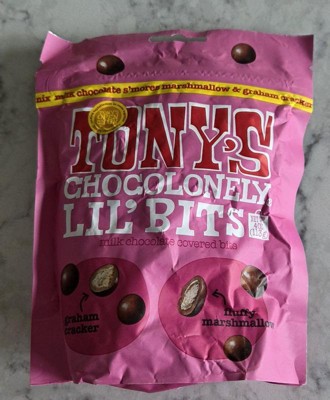 mix milk chocolate s'mores marshmallow & graham cracker
TONY'S
CHOCOLONELY
LIL' BITS
milk chocolate covered bits
graham
cracker
fluffy
marshmallow